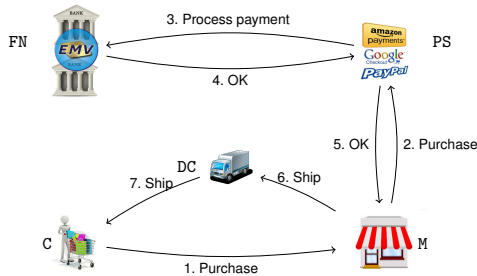 3. Process payment
FN
BANK
EMV
BANK
amazon
payments
Google
Checkout
PayPal
PS
4. OK
5. OK
2. Purchase
DC
7. Ship
6. Ship
C
M
1. Purchase